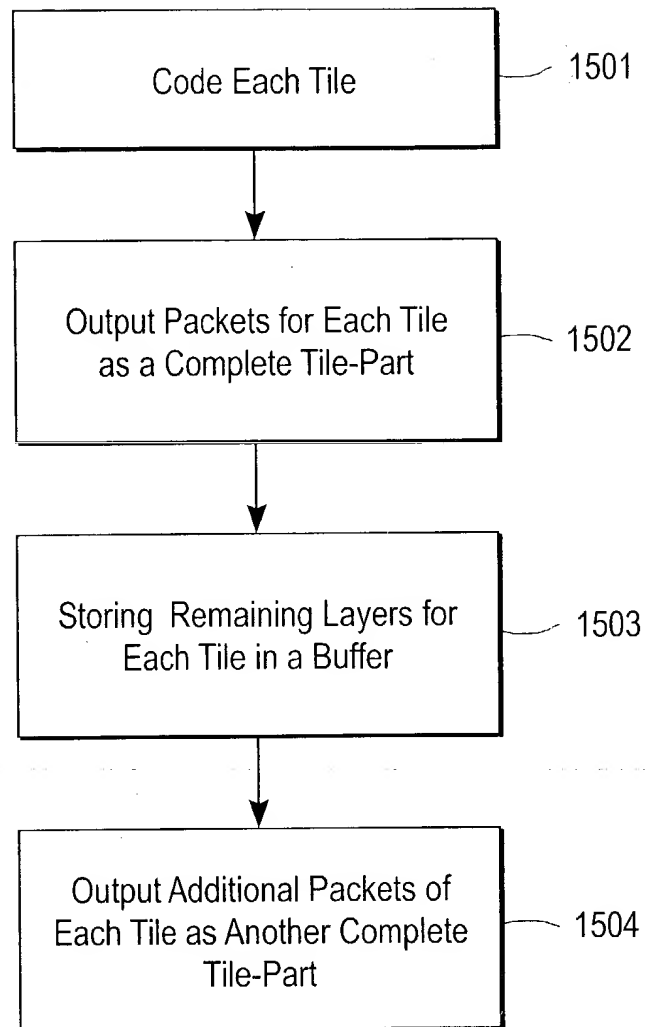 Code Each Tile
1501
Output Packets for Each Tile
as a Complete Tile-Part
1502
Storing Remaining Layers for
Each Tile in a Buffer
1503
Output Additional Packets of
Each Tile as Another Complete
Tile-Part
1504